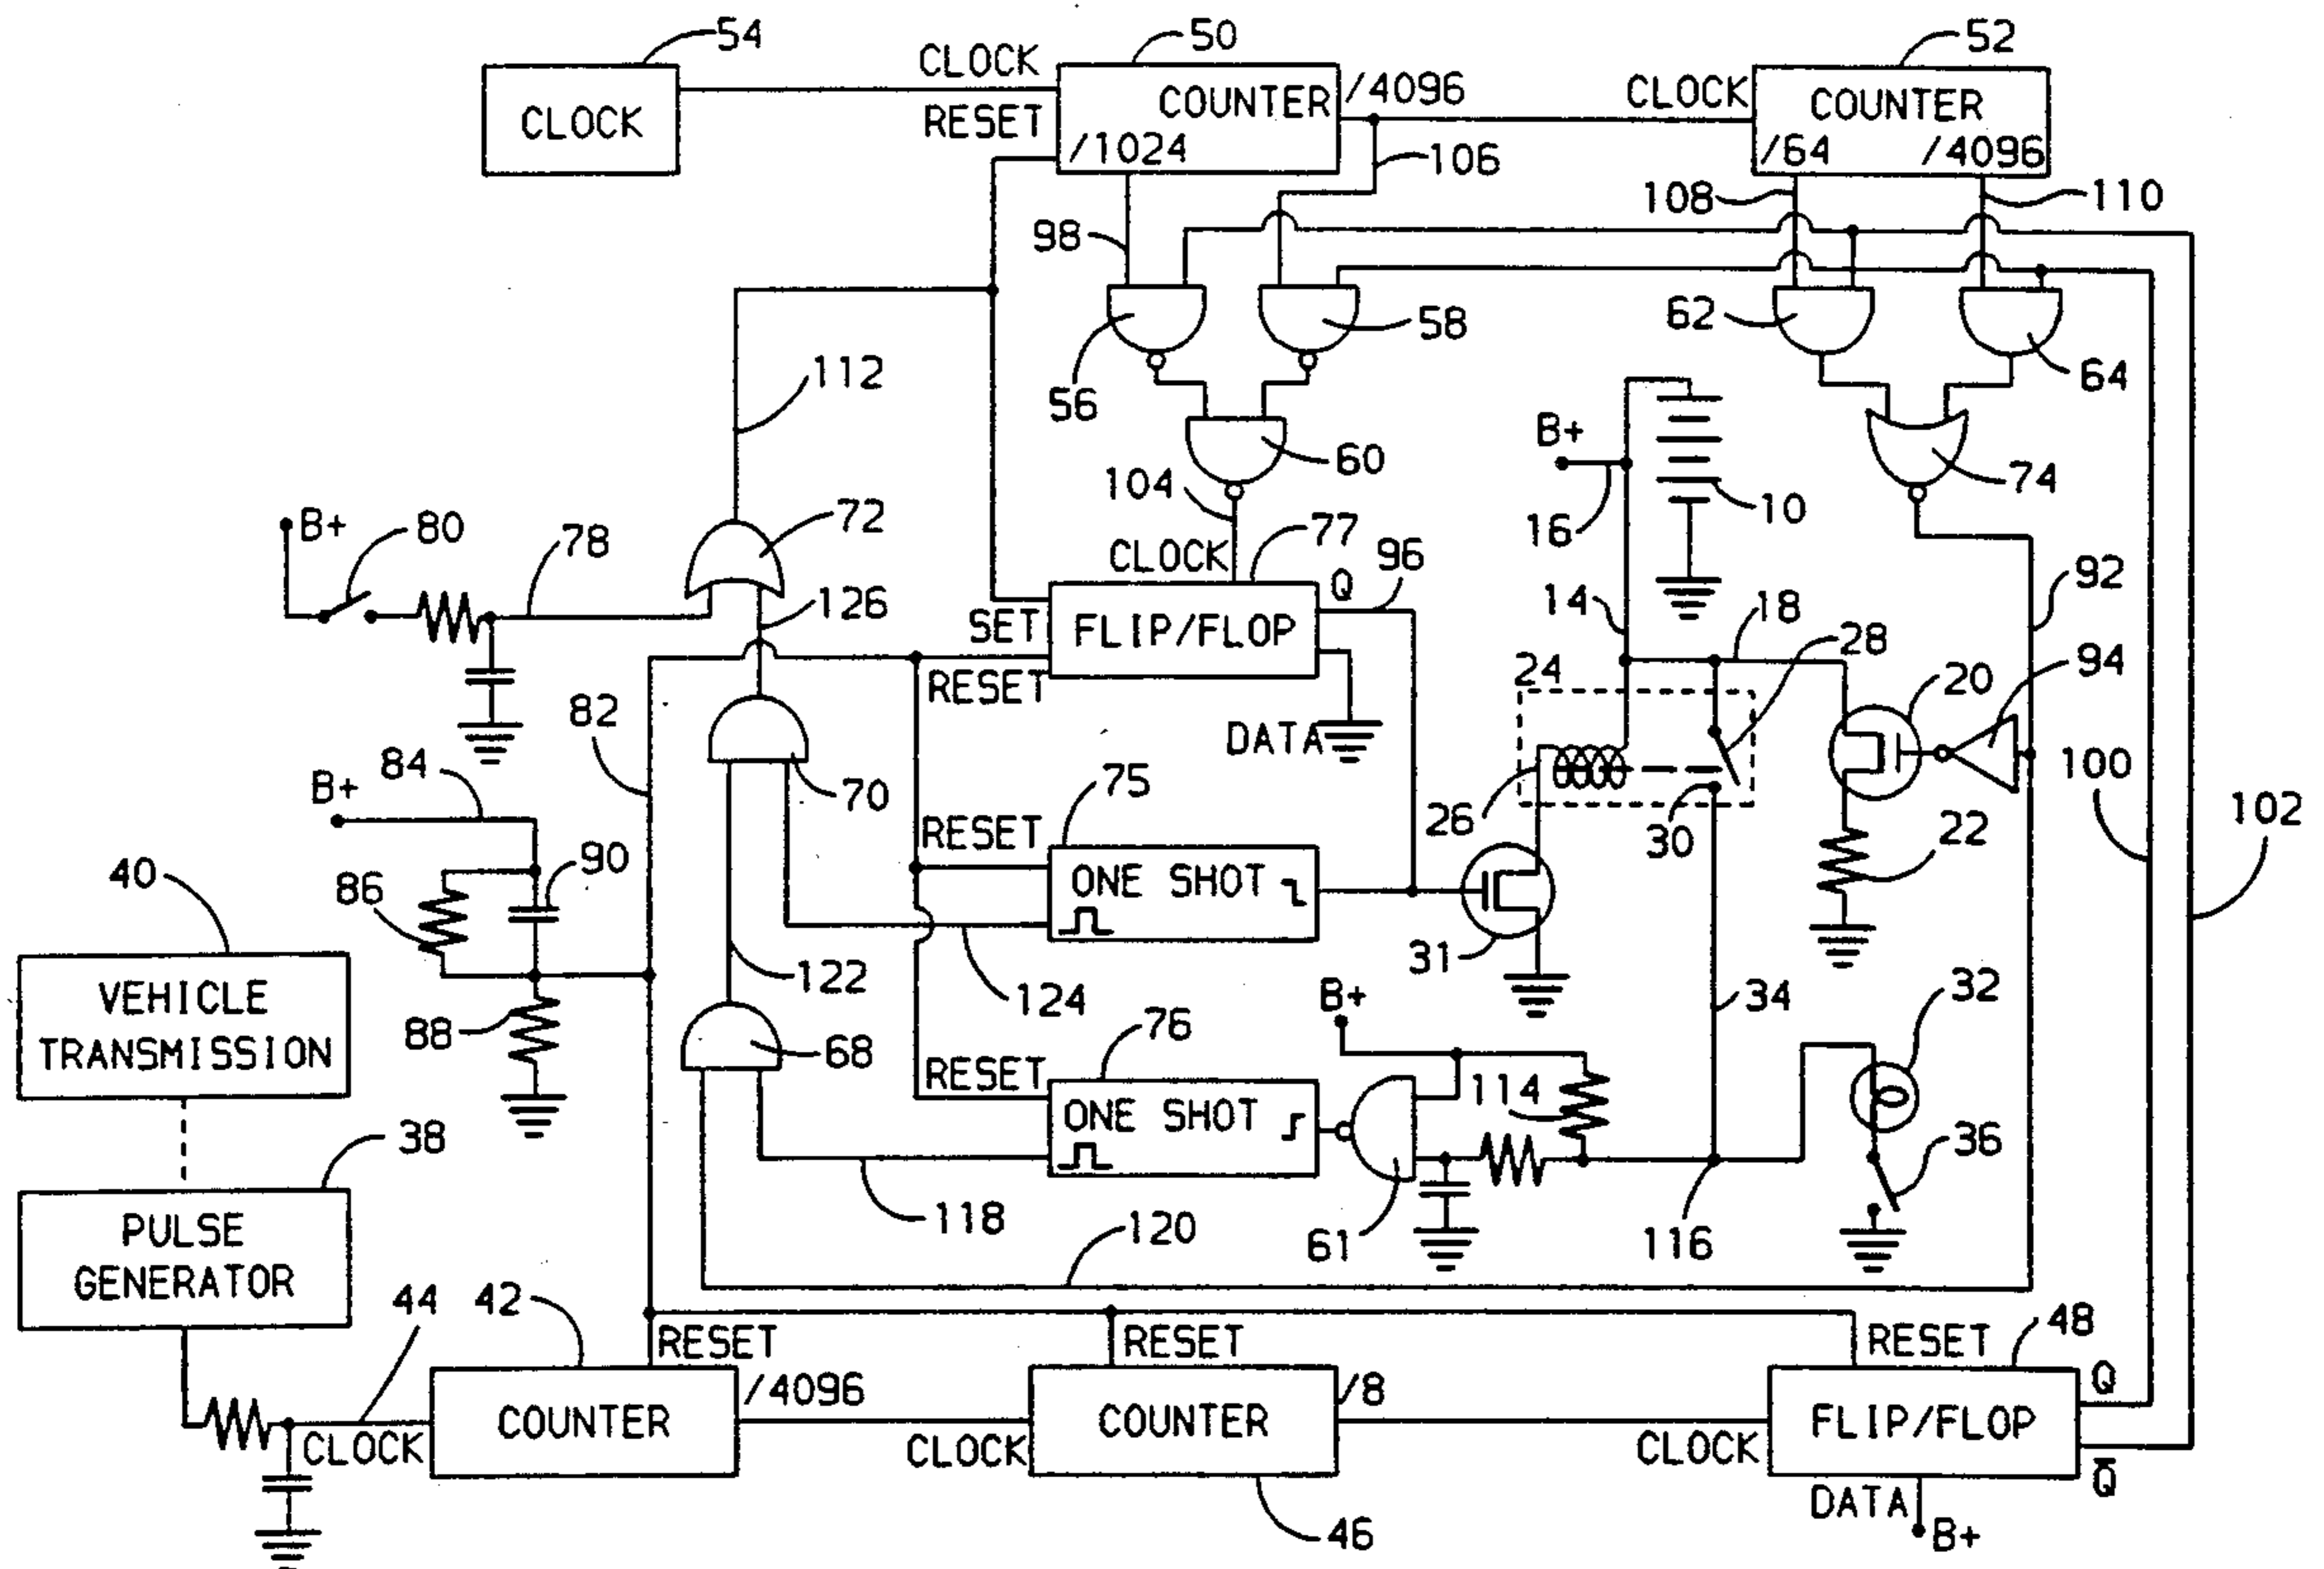 54
50
52
CLOCK
CLOCK
RESET
COUNTER
/4096
/1024
CLOCK
COUNTER
/64
/4096
106
108
110
98
56
58
62
64
112
B+
60
74
104
16
10
B+
80
78
72
77
96
92
CLOCK
Q
126
SET
FLIP/FLOP
RESET
14
18
28
94
20
24
82
DATA
84
B+
70
75
26
30
22
100
102
RESET
ONE SHOT
90
40
86
31
122
124
B+
34
32
VEHICLE
TRANSMISSION
88
68
76
RESET
ONE SHOT
114
36
38
118
120
61
116
PULSE
GENERATOR
44
42
RESET
RESET
RESET
48
COUNTER
/4096
COUNTER
/8
FLIP/FLOP
Q
Q̅
CLOCK
CLOCK
CLOCK
DATA
B+
46